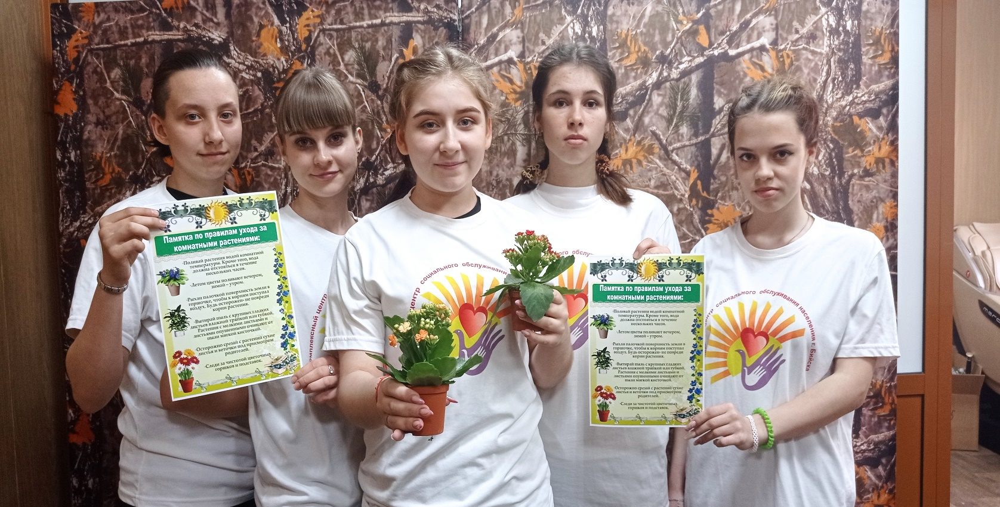 Памятка по правилам ухода за
комнатными растениями:
-Поливай растения водой комнатной
температуры. Кроме того, вода
должна отстояться в течение
нескольких часов.
-Летом цветы поливают вечером,
зимой – утром.
-Рыхли палочкой поверхность земли в
горшочке, чтобы к корням поступал
воздух. Будь осторожен- не повреди
корни растения.
-Вытирай пыль с крупных гладких
листьев влажной тряпкой или губкой.
Растения с мелкими листьями и
листьями опушенными очищают от
пыли мягкой кисточкой.
-Осторожно срезай с растений сухие
листья и веточки под присмотром
родителей.
-Следи за чистотой цветочных
горшков и подставок.
омплексный центр
центр социального обслуживани
ого обслу
Памятка по правилам ухода за
комнатными растениями:
-Поливай растения водой комнатной
температуры. Кроме того, вода
должна отстояться в течение
нескольких часов.
-Летом цветы поливают вечером,
зимой – утром.
-Рыхли палочкой поверхность земли в
горшочке, чтобы к корням поступал
воздух. Будь осторожен- не повреди
корни растения.
-Вытирай пыль с крупных гладких
листьев влажной тряпкой или губкой.
Растения с мелкими листьями и
листьями опушенными очищают от
пыли мягкой кисточкой.
-Осторожно срезай с растений сухие
листья и веточки под присмотром
родителей.
-Следи за чистотой цветочных
горшков и подставок.
ентр социального обслуживания населения г. Бийска